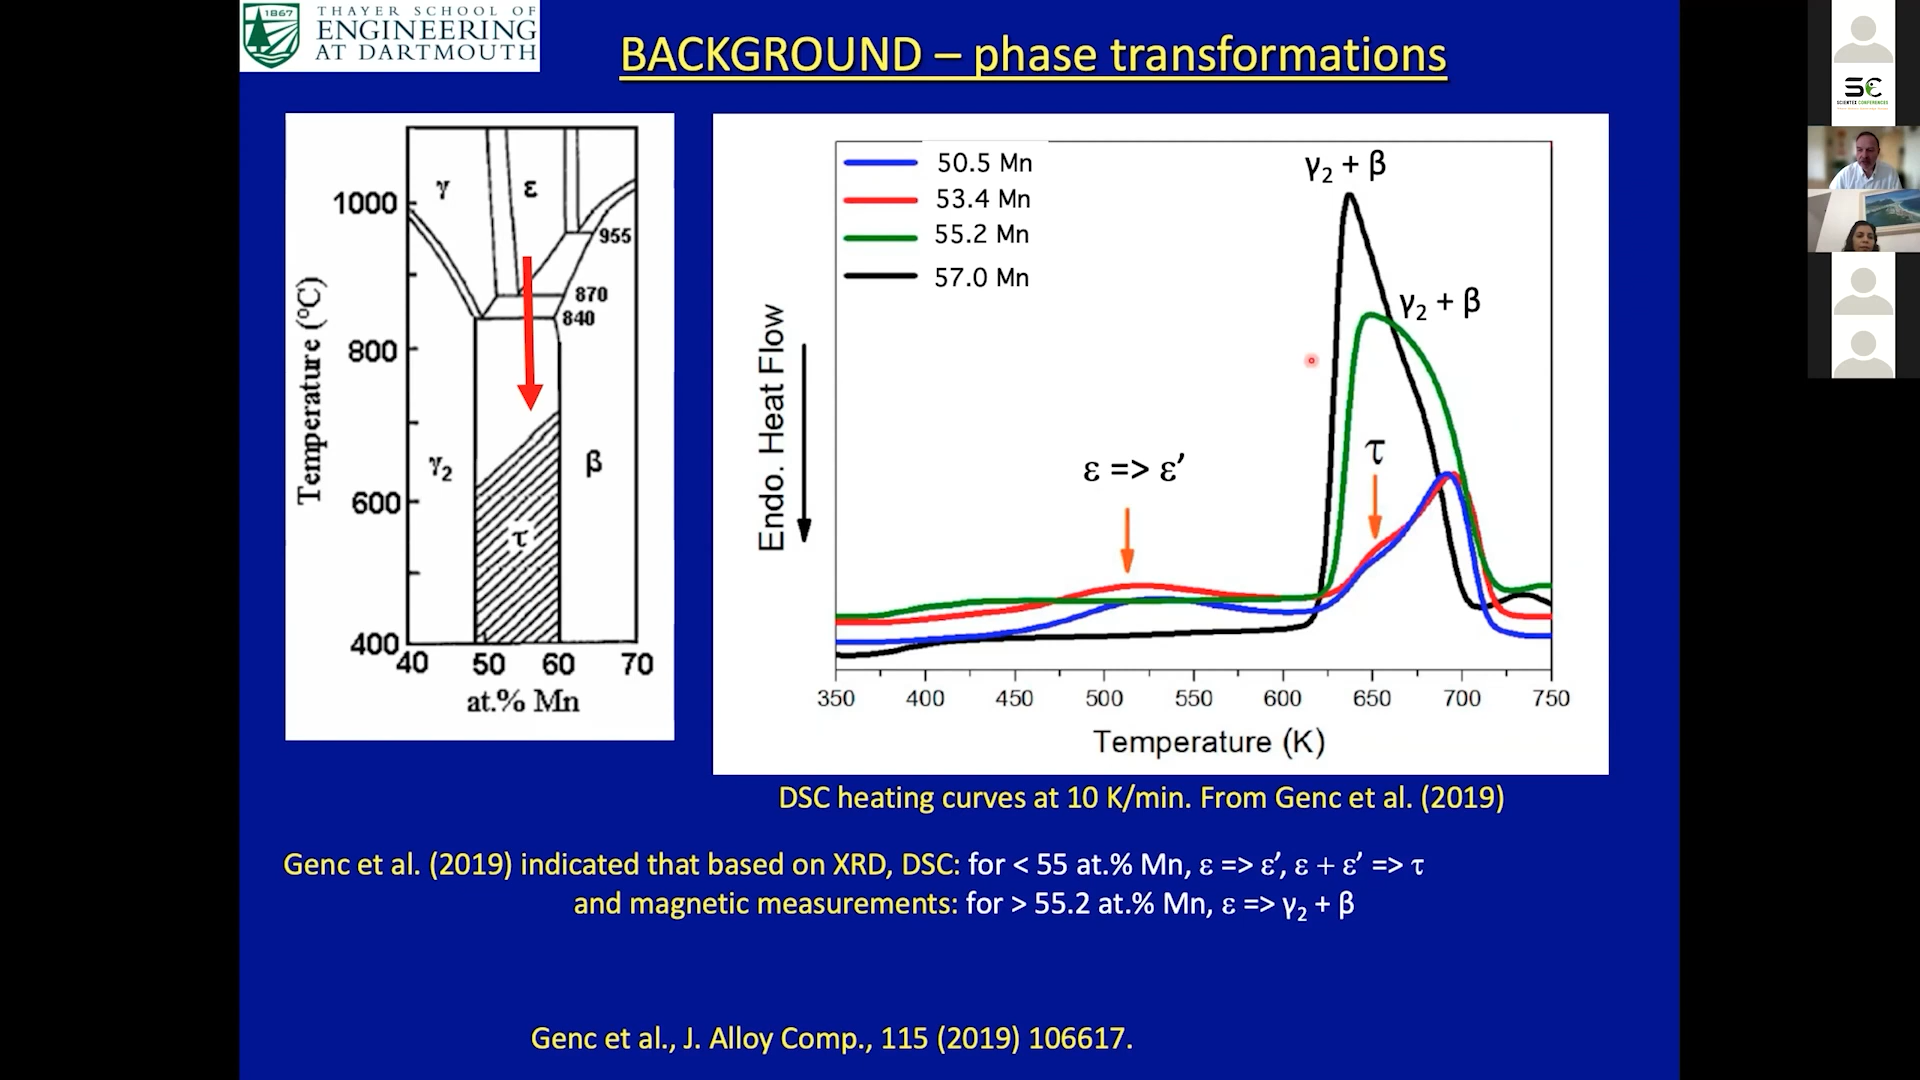 1867
THAYER SCHOOL OF
ENGINEERING
AT DARTMOUTH
BACKGROUND – phase transformations
γ
ε
1000
955
870
840
800
Temperature (°C)
γ₂
β
600
τ
400
40 50 60 70
at.% Mn
50.5 Mn
53.4 Mn
55.2 Mn
57.0 Mn
γ₂ + β
γ₂ + β
τ
ε => ε′
Endo. Heat Flow
350 400 450 500 550 600 650 700 750
Temperature (K)
DSC heating curves at 10 K/min. From Genc et al. (2019)
Genc et al. (2019) indicated that based on XRD, DSC: for < 55 at.% Mn, ε => ε′, ε + ε′ => τ
and magnetic measurements: for > 55.2 at.% Mn, ε => γ₂ + β
Genc et al., J. Alloy Comp., 115 (2019) 106617.
SC
SCIENTEX CONFERENCES